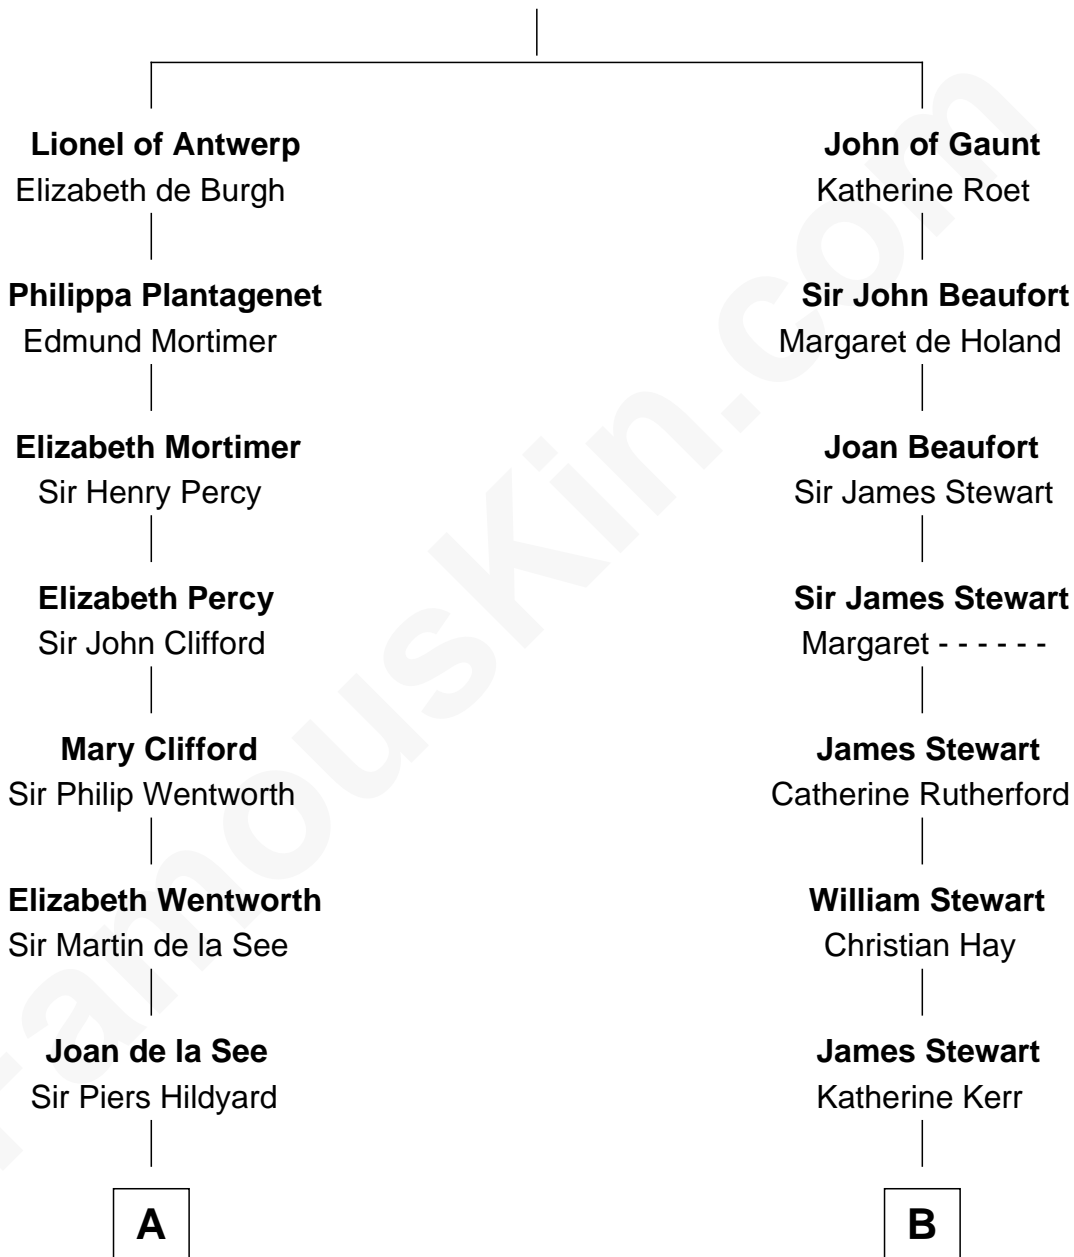 Lionel of Antwerp
Elizabeth de Burgh
Philippa Plantagenet
Edmund Mortimer
Elizabeth Mortimer
Sir Henry Percy
Elizabeth Percy
Sir John Clifford
Mary Clifford
Sir Philip Wentworth
Elizabeth Wentworth
Sir Martin de la See
Joan de la See
Sir Piers Hildyard
A
John of Gaunt
Katherine Roet
Sir John Beaufort
Margaret de Holand
Joan Beaufort
Sir James Stewart
Sir James Stewart
Margaret - - - - - -
James Stewart
Catherine Rutherford
William Stewart
Christian Hay
James Stewart
Katherine Kerr
B
FamousKin.com